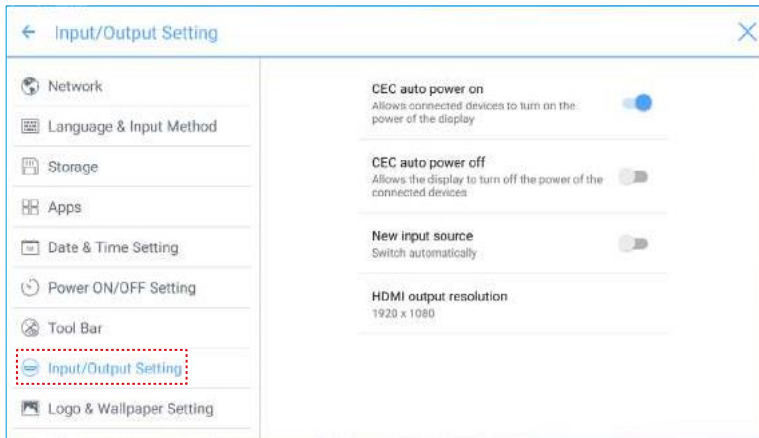 Input/Output Setting
Network
Language & Input Method
Storage
Apps
Date & Time Setting
Power ON/OFF Setting
Tool Bar
Input/Output Setting
Logo & Wallpaper Setting
CEC auto power on
Allows connected devices to turn on the
power of the display
CEC auto power off
Allows the display to turn off the power of the
connected devices
New input source
Switch automatically
HDMI output resolution
1920 x 1080